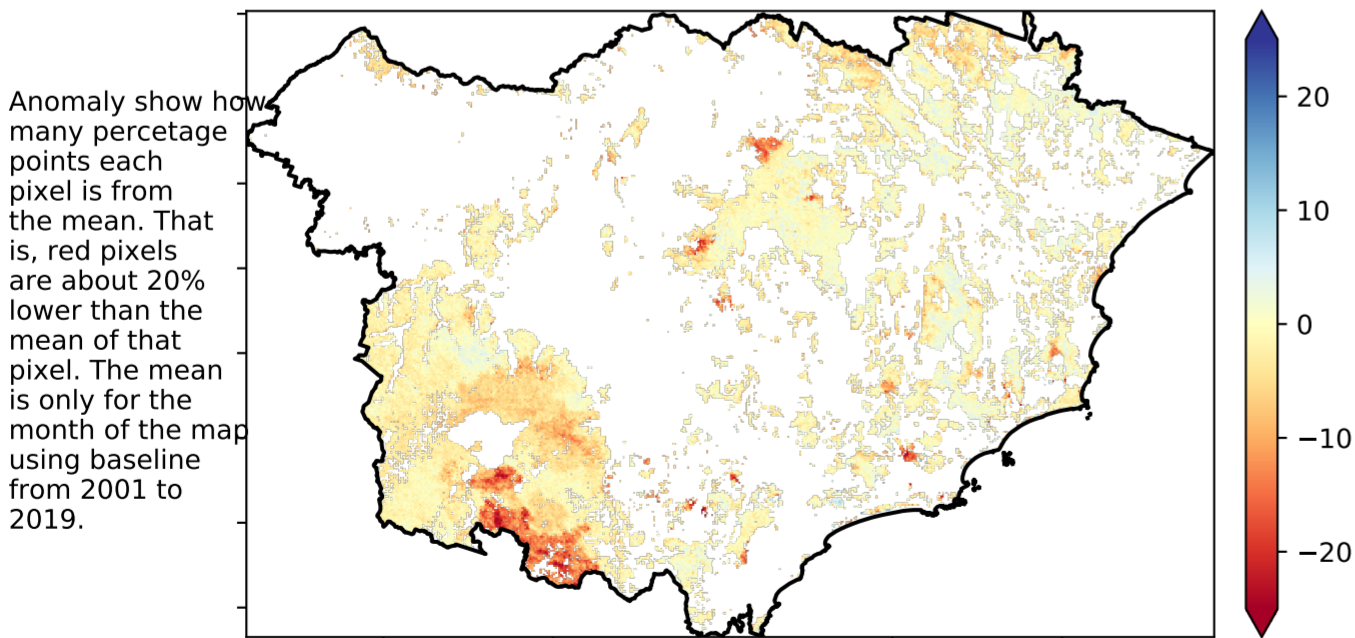 Anomaly show how
many percetage
points each
pixel is from
the mean. That
is, red pixels
are about 20%
lower than the
mean of that
pixel. The mean
is only for the
month of the map
using baseline
from 2001 to
2019.
20
10
0
−10
−20